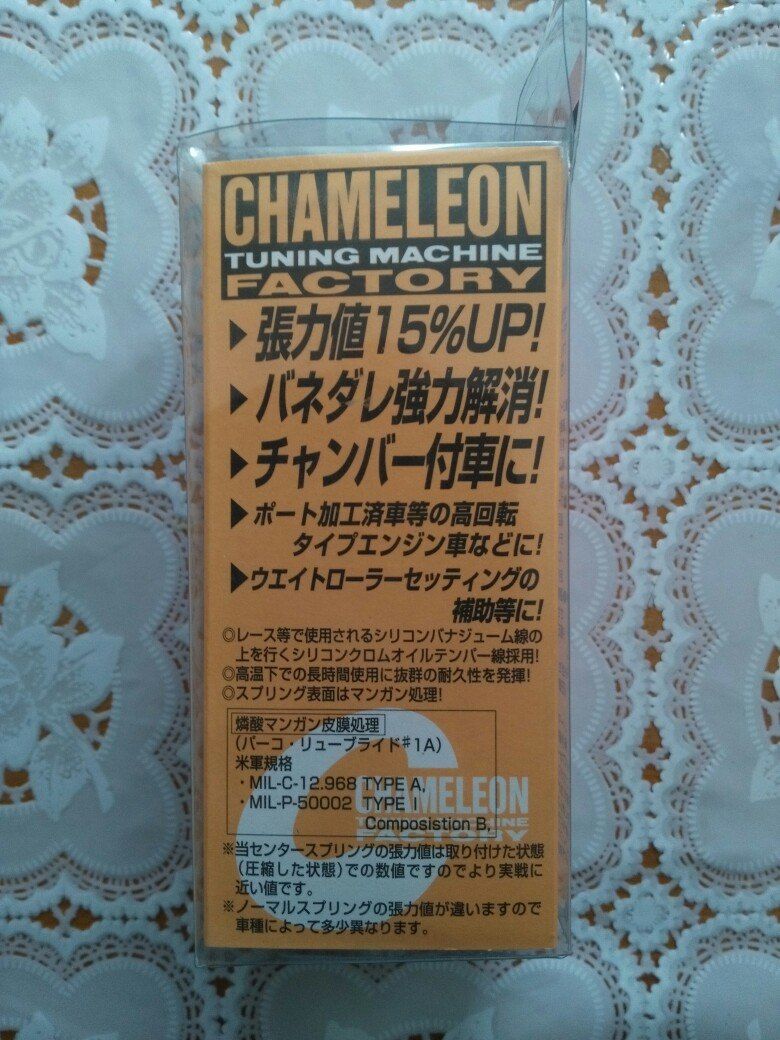 CHAMELEON
TUNING MACHINE
FACTORY
▶張力値15%UP!
▶バネダレ強力解消!
▶チャンバー付車に!
▶ポート加工済車等の高回転
タイプエンジン車などに!
▶ウエイトローラーセッティングの
補助等に!
◎レース等で使用されるシリコンバナジューム線の
上を行くシリコンクロムオイルテンパー線採用!
◎高温下での長時間使用に抜群の耐久性を発揮!
◎スプリング表面はマンガン処理!
燐酸マンガン皮膜処理
(パーコ・リューブライド#1A)
米軍規格
・MIL-C-12.968 TYPE A,
・MIL-P-50002 TYPE I
Composistion B,
CHAMELEON
TUNING MACHINE
FACTORY
※当センタースプリングの張力値は取り付けた状態
(圧縮した状態)での数値ですのでより実戦に
近い値です。
※ノーマルスプリングの張力値が違いますので
車種によって多少異なります。